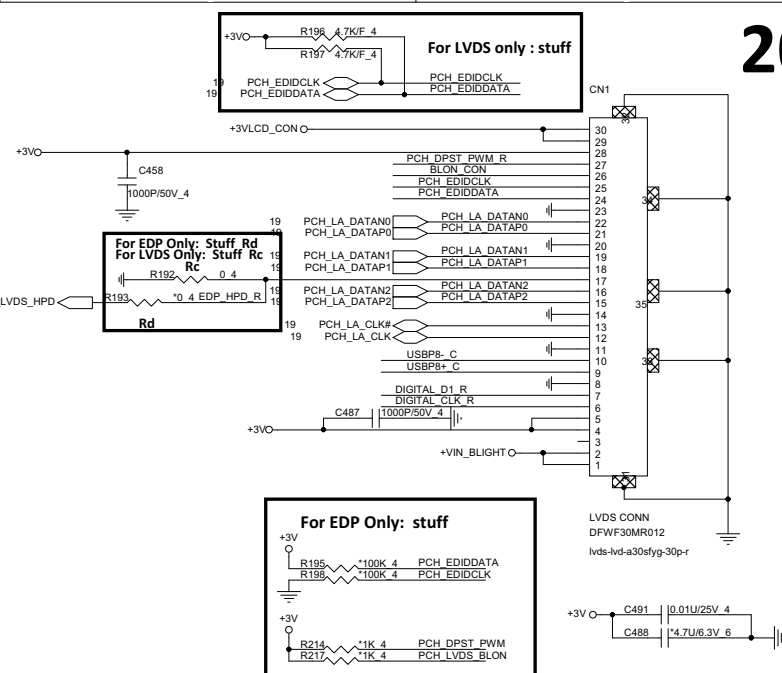 20
R196 4.7K/F_4
+3V
R197 4.7K/F_4
For LVDS only : stuff
19 PCH_EDIDCLK PCH_EDIDCLK
19 PCH_EDIDDATA PCH_EDIDDATA
CN1
+3VLCD_CON
30
29
+3V
28
PCH_DPST_PWM_R 27
BLON_CON 26
PCH_EDIDCLK 25
PCH_EDIDDATA 24
C458
1000P/50V_4
23
19 PCH_LA_DATAN0 PCH_LA_DATAN0 22
19 PCH_LA_DATAP0 PCH_LA_DATAP0 21
20
For EDP Only: Stuff Rd
For LVDS Only: Stuff Rc
19 PCH_LA_DATAN1 PCH_LA_DATAN1 19
19 PCH_LA_DATAP1 PCH_LA_DATAP1 18
Rc
R192 0_4
17
19 PCH_LA_DATAN2 PCH_LA_DATAN2 16
19 PCH_LA_DATAP2 PCH_LA_DATAP2 15
LVDS_HPD R193 *0_4 EDP_HPD_R
Rd
14
19 PCH_LA_CLK# 13
19 PCH_LA_CLK 12
11
USBP8-_C 10
USBP8+_C 9
8
DIGITAL_D1_R 7
DIGITAL_CLK_R 6
C487 1000P/50V_4
5
+3V
4
3
+VIN_BLIGHT 2
1
35
LVDS CONN
DFWF30MR012
lvds-lvd-a30sfyg-30p-r
For EDP Only: stuff
+3V
R195 *100K_4 PCH_EDIDDATA
R198 *100K_4 PCH_EDIDCLK
+3V
R214 *1K_4 PCH_DPST_PWM
R217 *1K_4 PCH_LVDS_BLON
+3V
C491 0.01U/25V_4
C488 *4.7U/6.3V_6